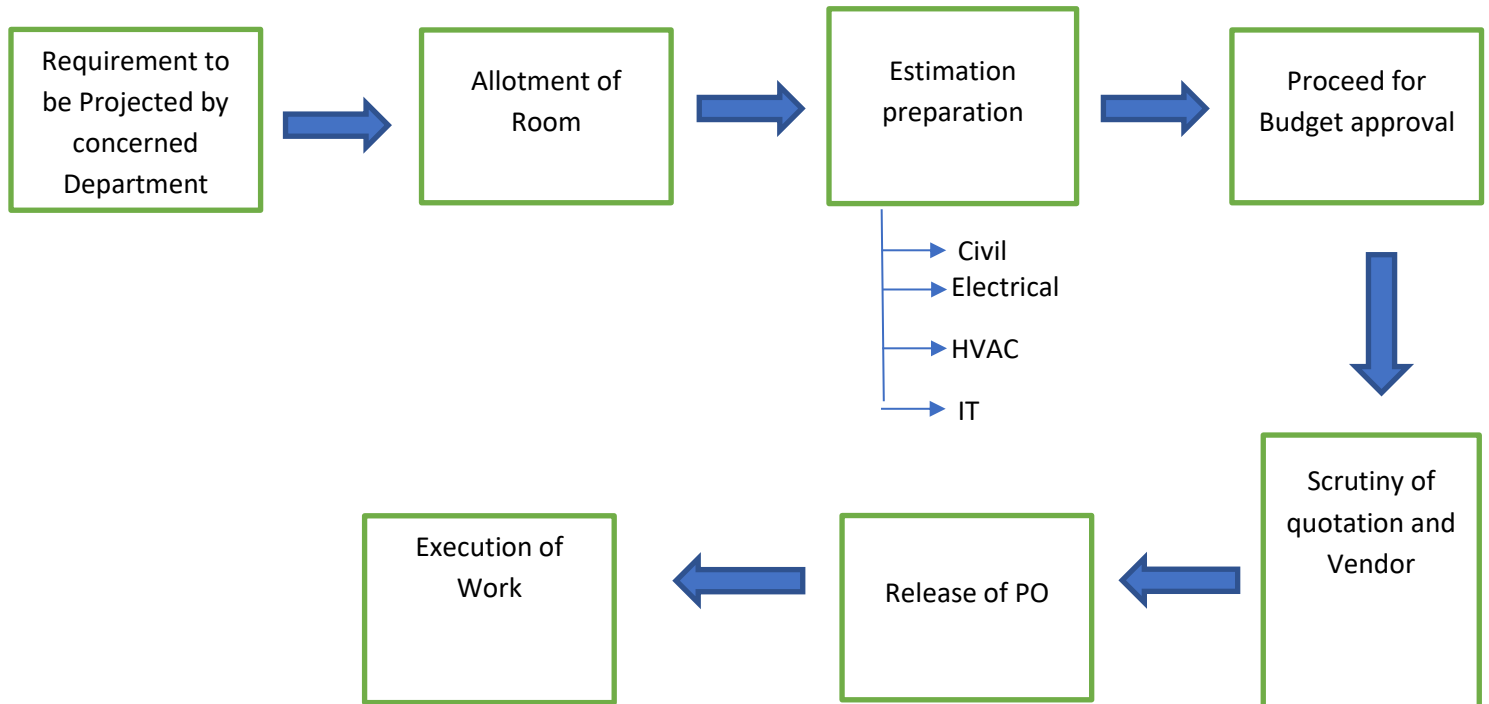 Requirement to
be Projected by
concerned
Department
Allotment of
Room
Estimation
preparation
Proceed for
Budget approval
Civil
Electrical
HVAC
IT
Scrutiny of
quotation and
Vendor
Release of PO
Execution of
Work